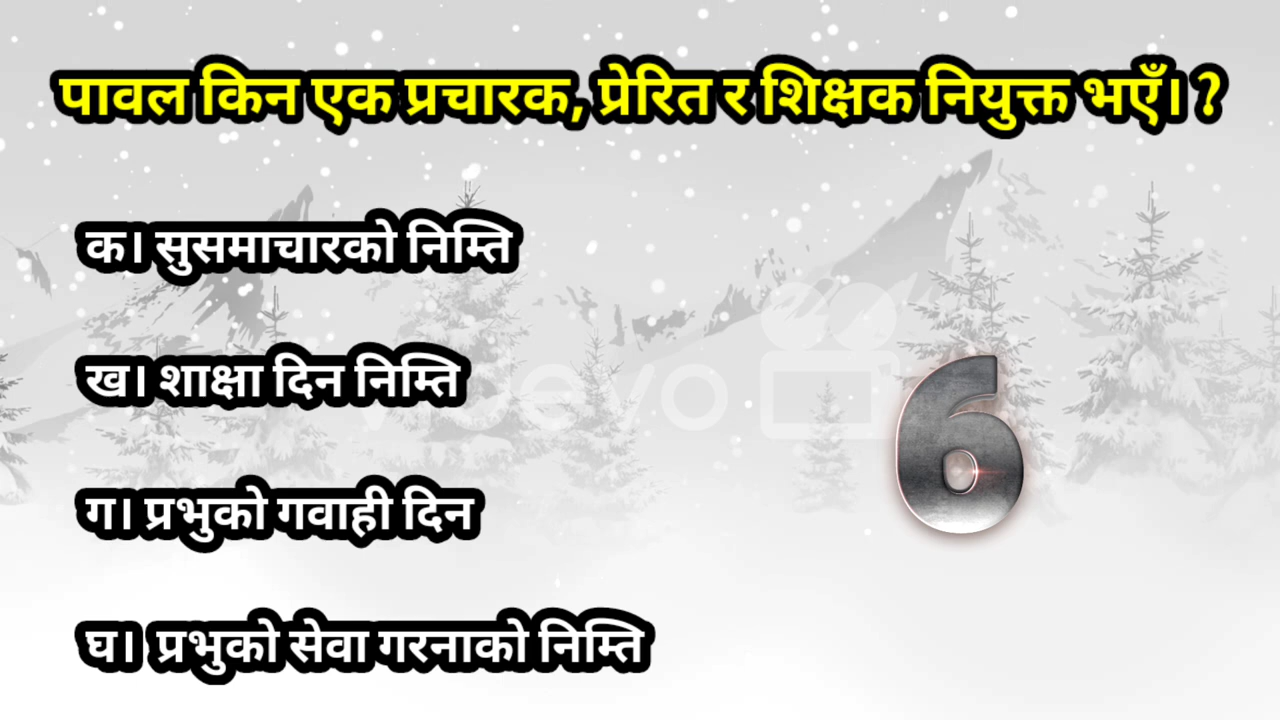 पावल किन एक प्रचारक, प्रेरित र शिक्षक नियुक्त भएँ। ?
क। सुसमाचारको निम्ति
ख। शाक्षा दिन निम्ति
ग। प्रभुको गवाही दिन
घ। प्रभुको सेवा गरनाको निम्ति
6